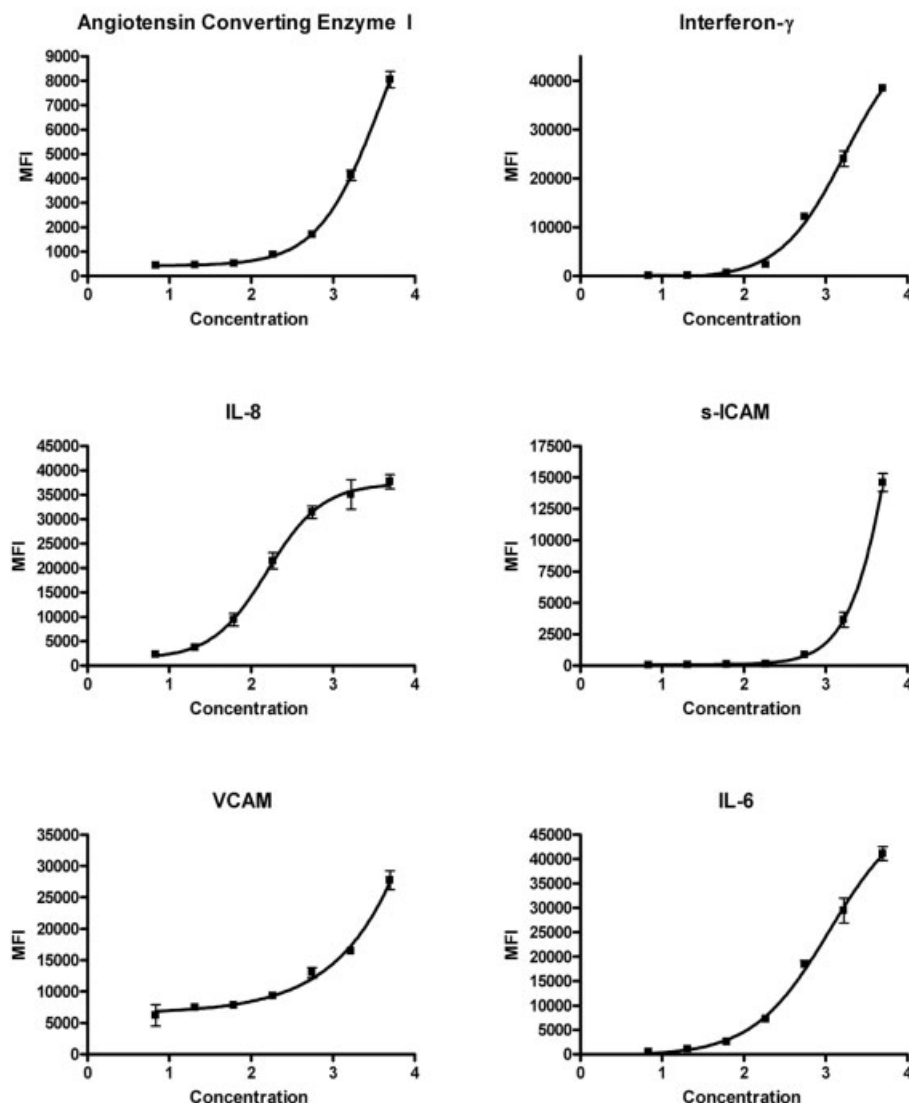 Angiotensin Converting Enzyme I
9000
8000
7000
6000
5000
4000
3000
2000
1000
0
MFI
0 1 2 3 4
Concentration
Interferon-γ
40000
30000
20000
10000
0
MFI
0 1 2 3 4
Concentration
IL-8
45000
40000
35000
30000
25000
20000
15000
10000
5000
0
MFI
0 1 2 3 4
Concentration
s-ICAM
17500
15000
12500
10000
7500
5000
2500
0
MFI
0 1 2 3 4
Concentration
VCAM
35000
30000
25000
20000
15000
10000
5000
0
MFI
0 1 2 3 4
Concentration
IL-6
45000
40000
35000
30000
25000
20000
15000
10000
5000
0
MFI
0 1 2 3 4
Concentration